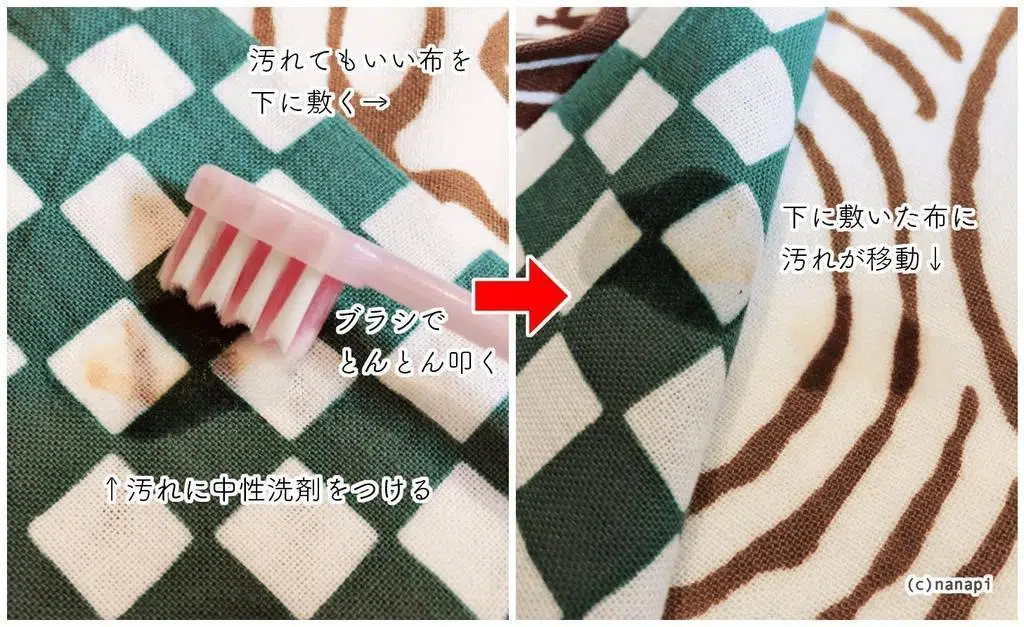 汚れてもいい布を
下に敷く→
ブラシで
とんとん叩く
↑汚れに中性洗剤をつける
下に敷いた布に
汚れが移動↓
(c)nanapi